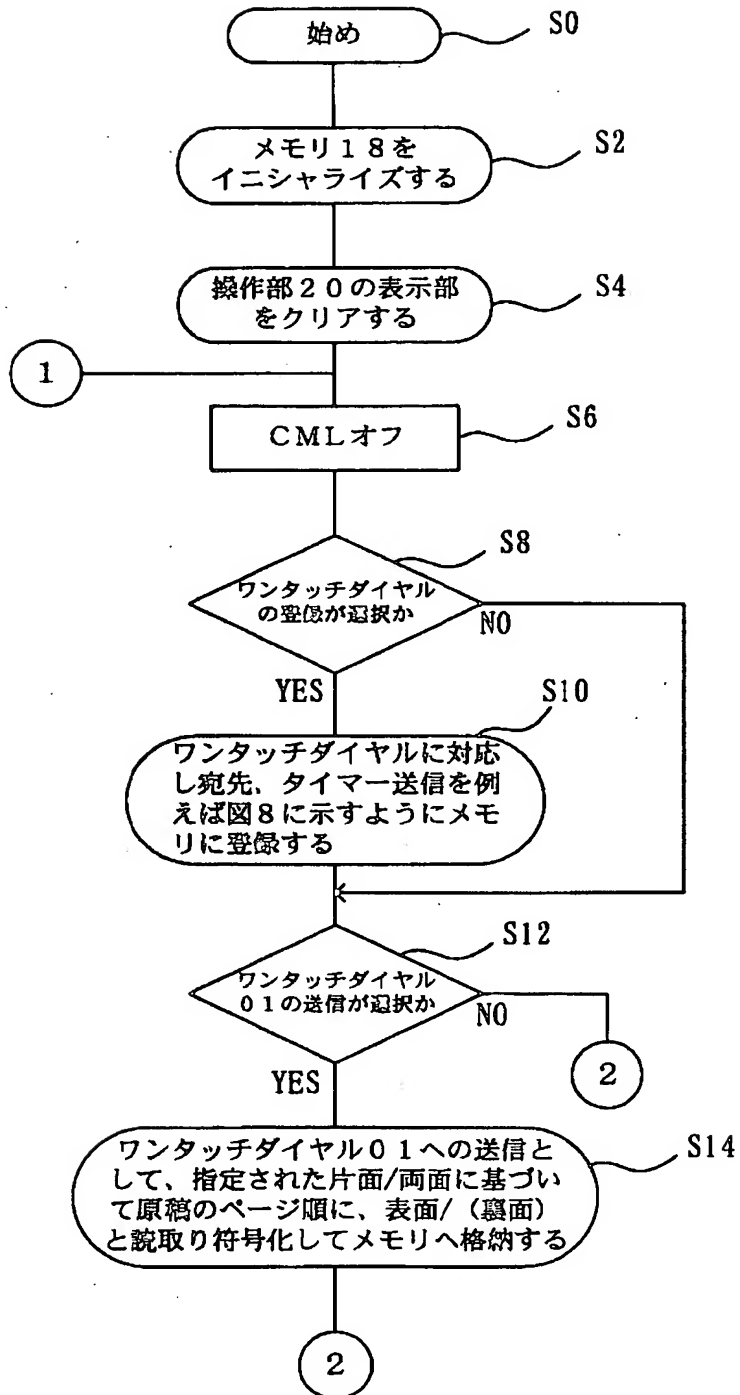 始め
S0
メモリ18を
イニシャライズする
S2
操作部20の表示部
をクリアする
S4
1
CMLオフ
S6
ワンタッチダイヤル
の登録が選択か
S8
NO
YES
ワンタッチダイヤルに対応
し宛先、タイマー送信を例
えば図8に示すようにメモ
リに登録する
S10
ワンタッチダイヤル
01の送信が選択か
S12
NO
2
YES
ワンタッチダイヤル01への送信と
して、指定された片面/両面に基づい
て原稿のページ順に、表面/(裏面)
と読取り符号化してメモリへ格納する
S14
2